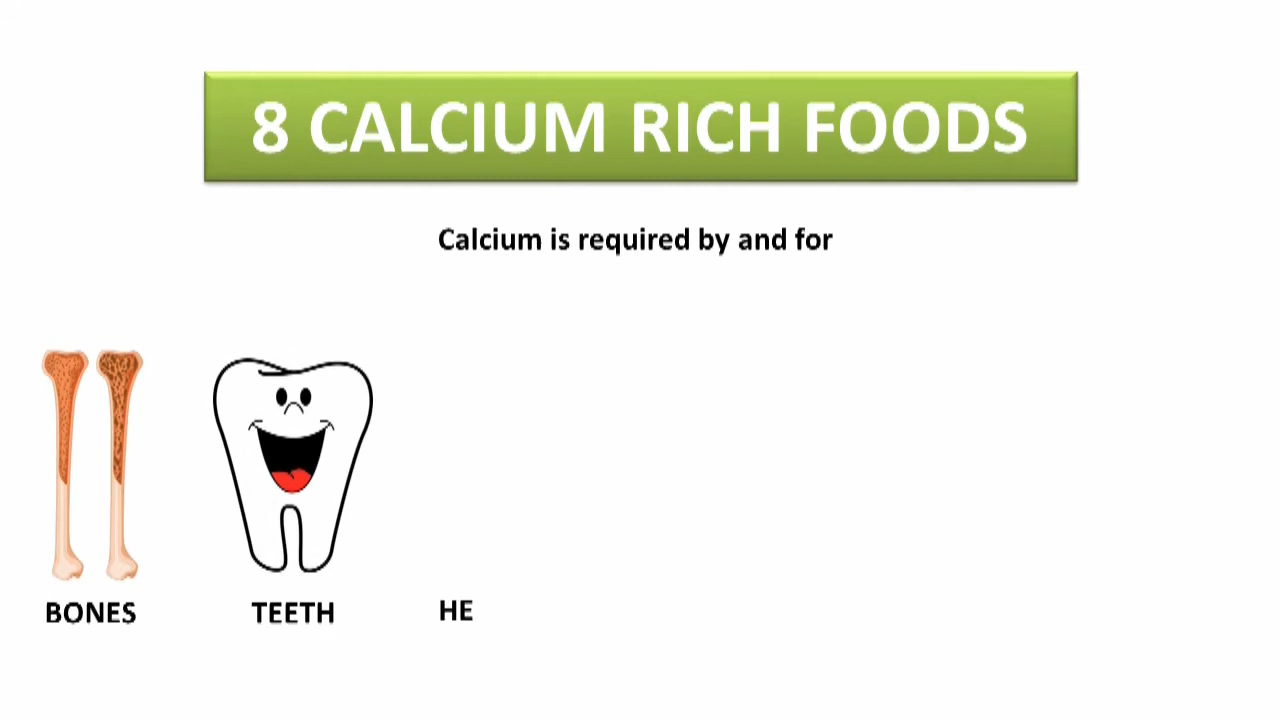 8 CALCIUM RICH FOODS
Calcium is required by and for
BONES
TEETH
HE